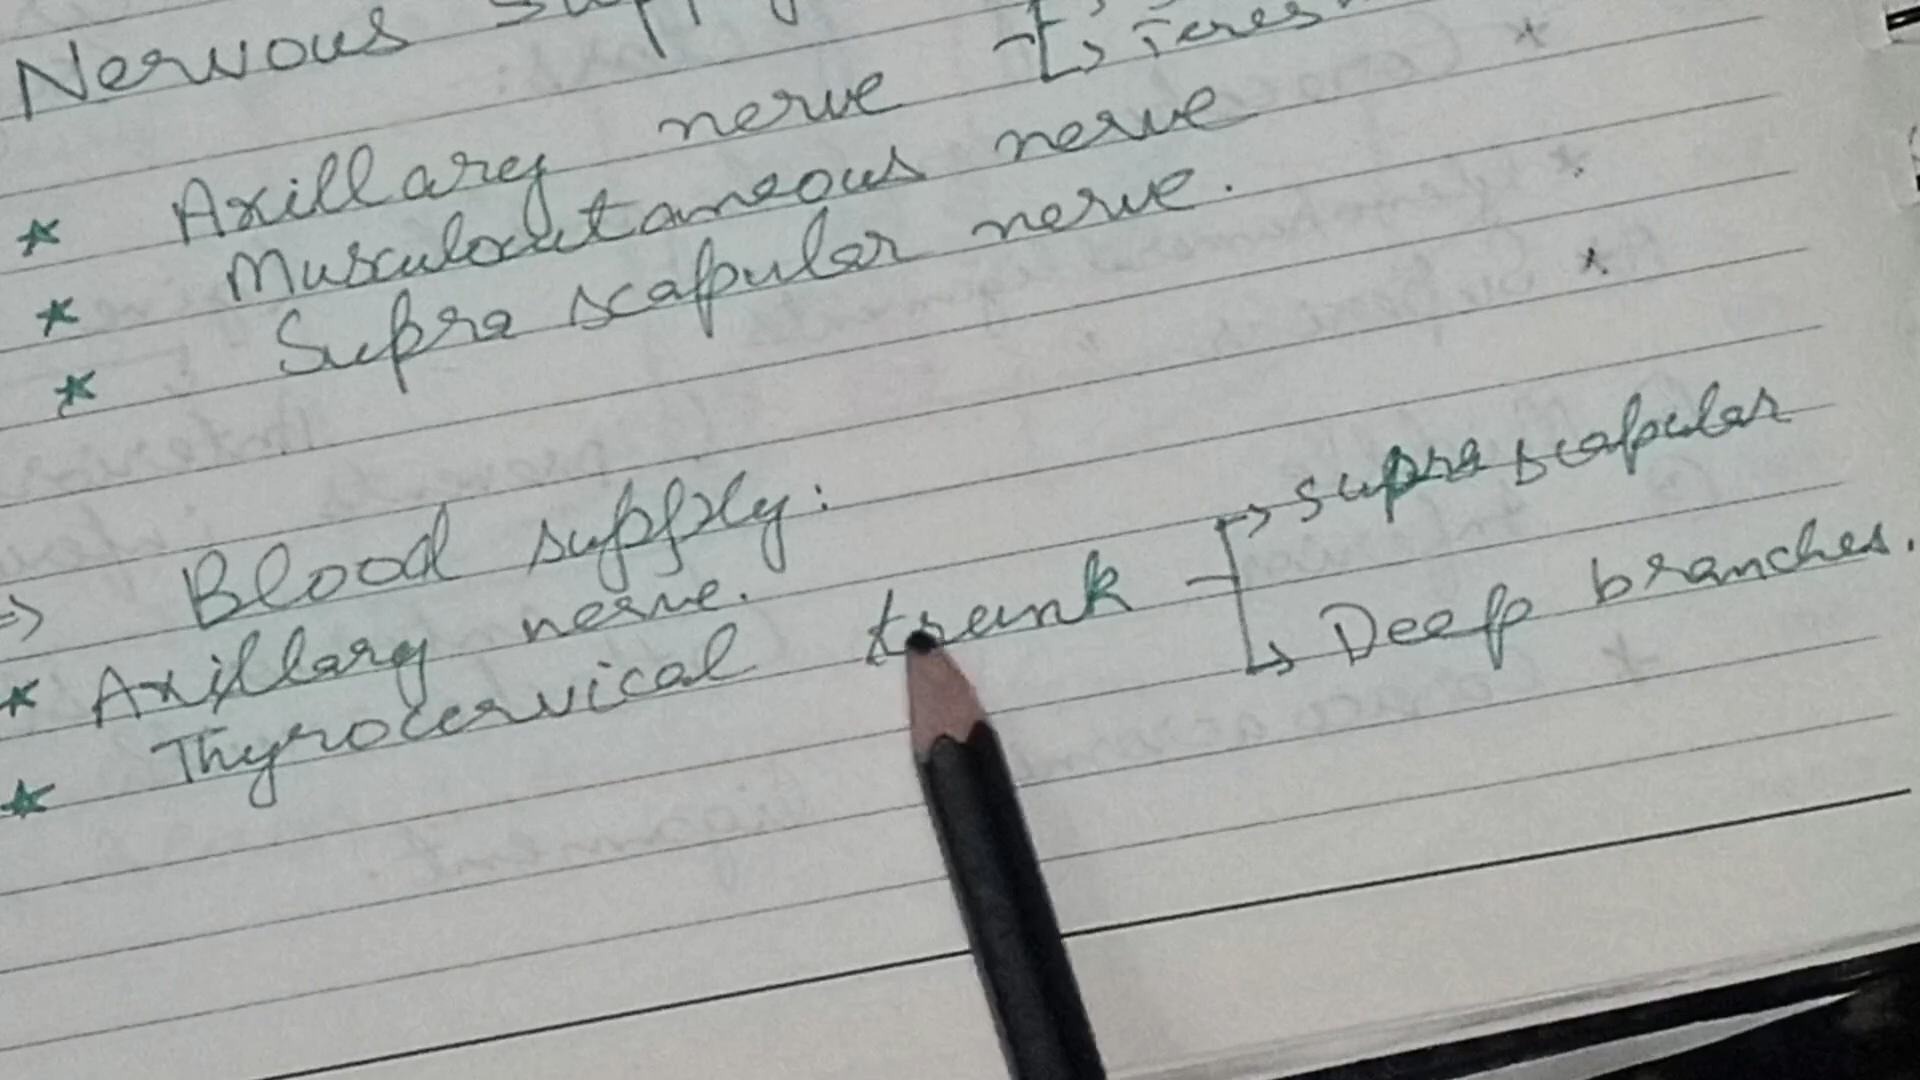 Nervous supply
Axillary nerve → Teres
* Musculocutaneous nerve
* Supra scapular nerve.
*
⇒ Blood supply:
* Axillary nerve.
* Thyrocervical trunk → supra scapular
→ Deep branches.